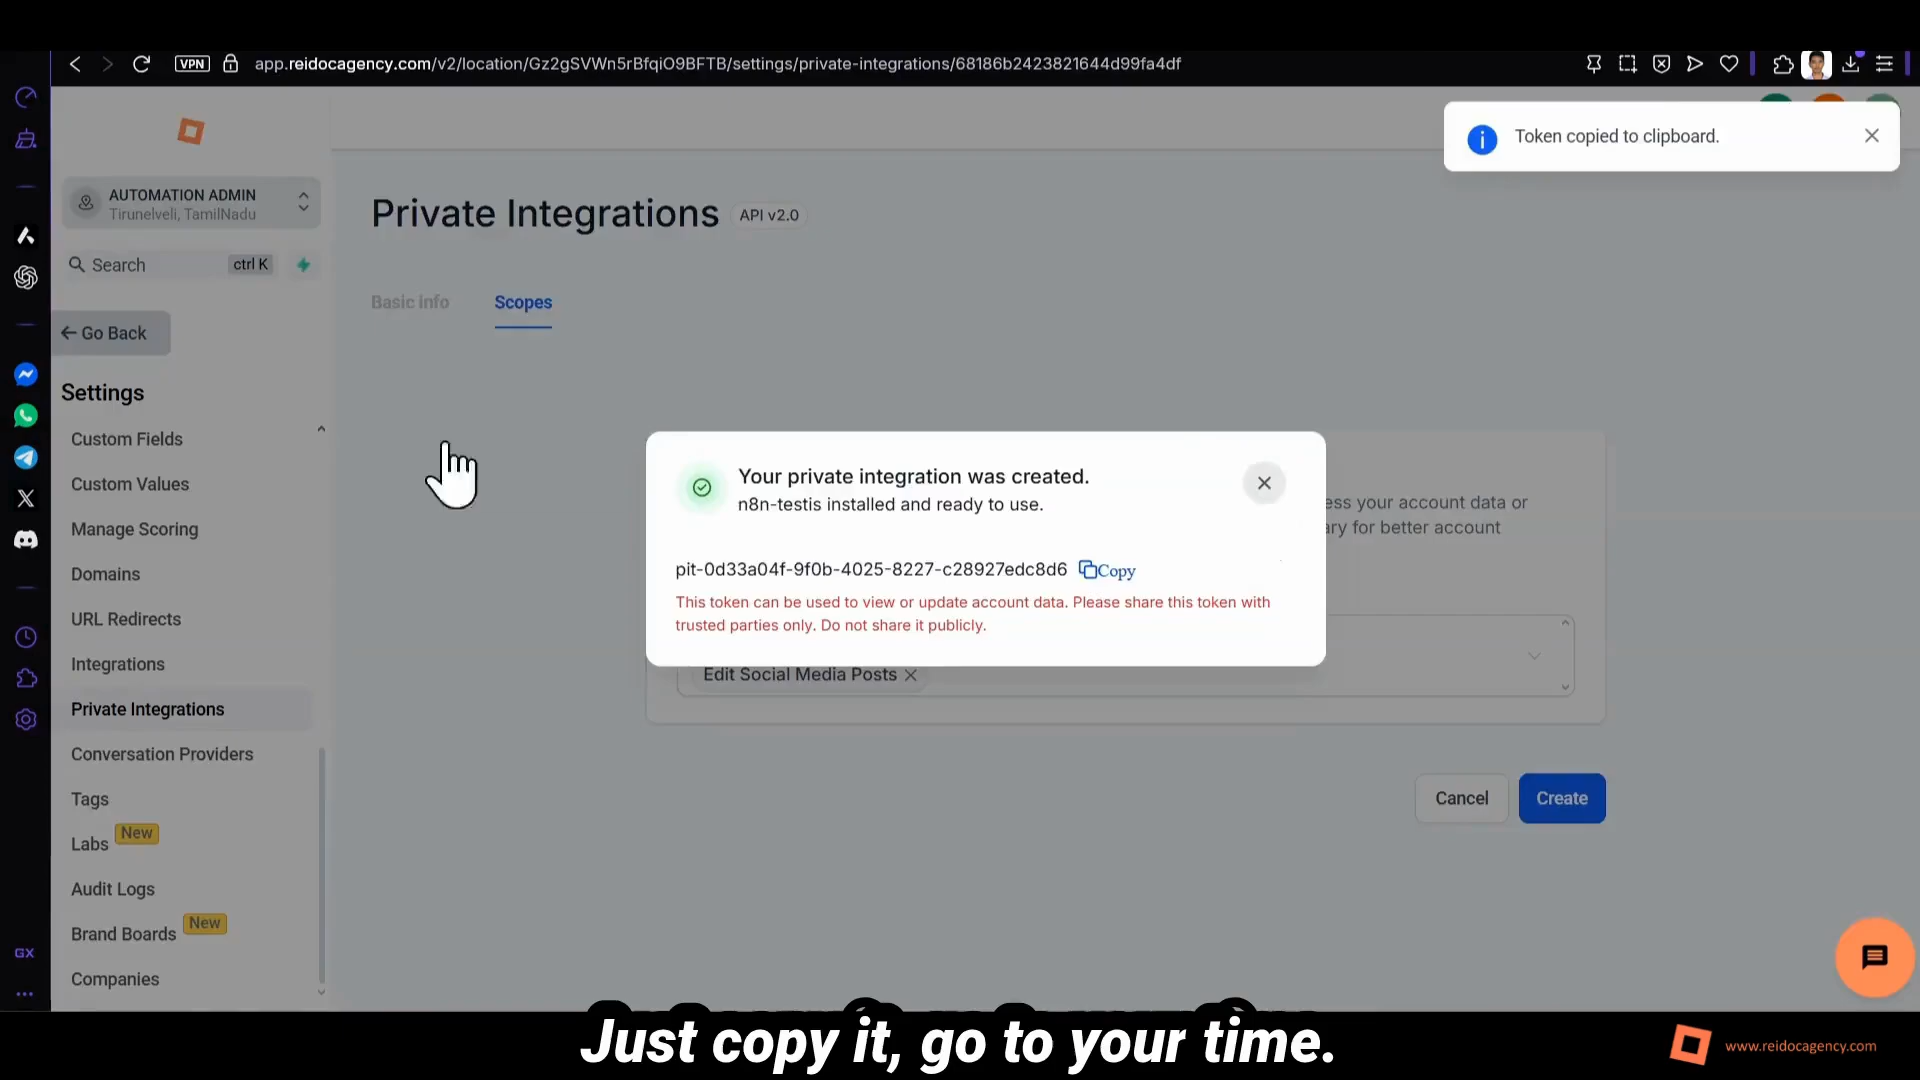 VPN
app.reidocagency.com/v2/location/Gz2gSVWn5rBfqiO9BFTB/settings/private-integrations/68186b2423821644d99fa4df
Token copied to clipboard.
AUTOMATION ADMIN
Tirunelveli, TamilNadu
Search
ctrl K
Private Integrations
API v2.0
Basic info
Scopes
Go Back
Settings
Custom Fields
Custom Values
Manage Scoring
Domains
URL Redirects
Integrations
Private Integrations
Conversation Providers
Tags
Labs New
Audit Logs
Brand Boards New
Companies
GX
Your private integration was created.
n8n-testis installed and ready to use.
pit-0d33a04f-9f0b-4025-8227-c28927edc8d6 Copy
This token can be used to view or update account data. Please share this token with
trusted parties only. Do not share it publicly.
ess your account data or
ary for better account
Edit Social Media Posts
Cancel
Create
Just copy it, go to your time.
www.reidocagency.com